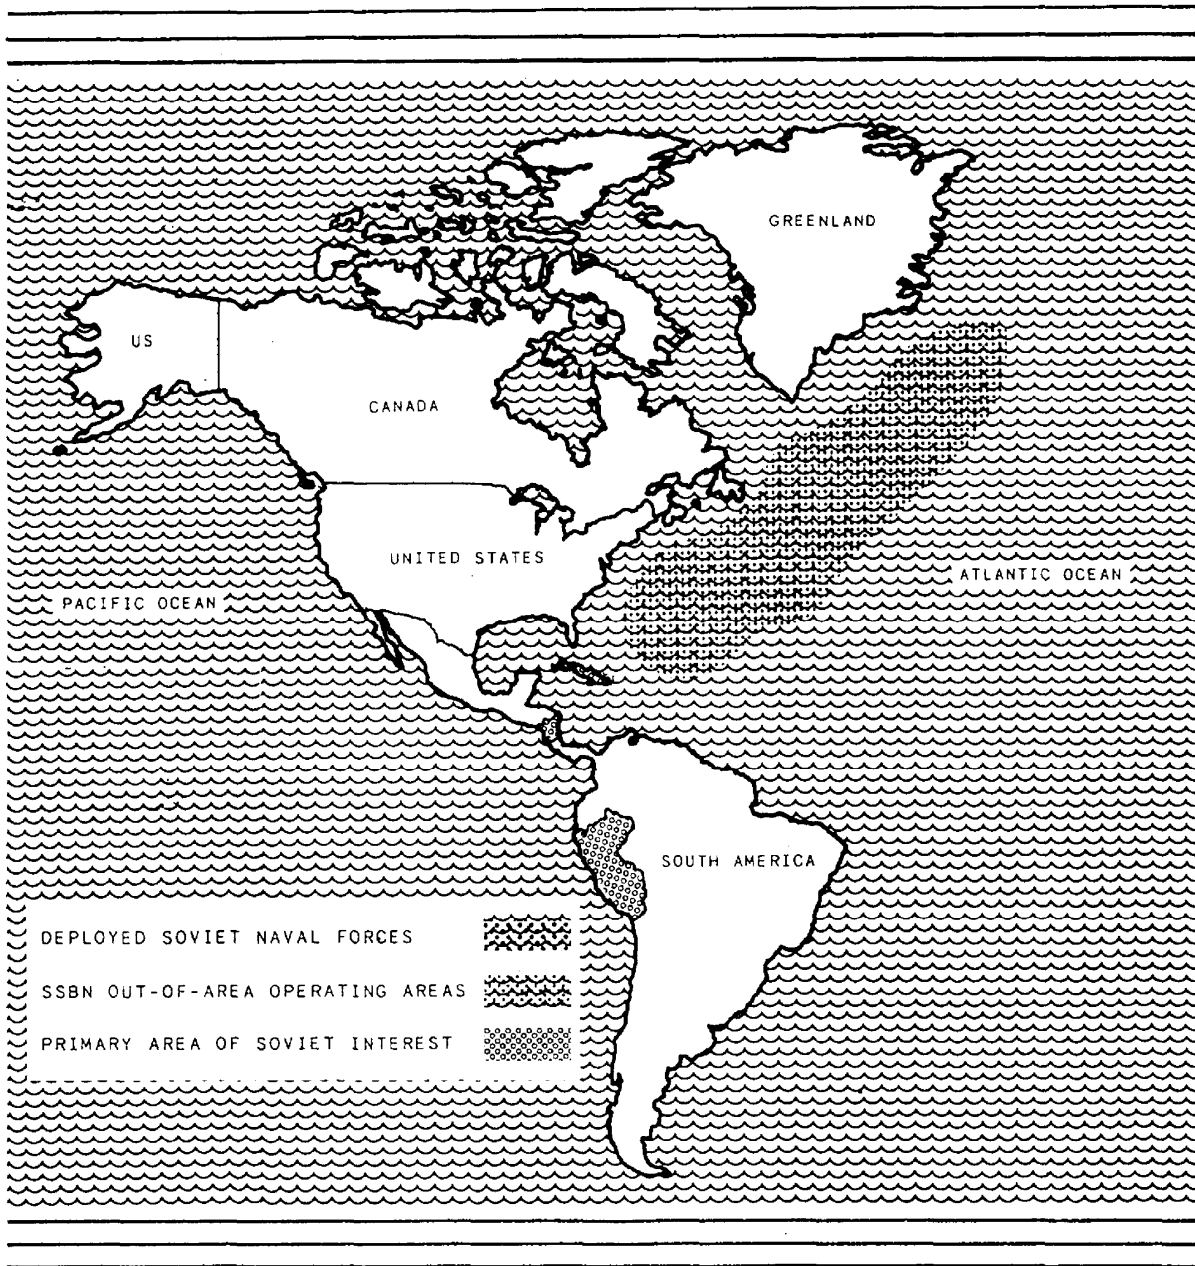 GREENLAND
US
CANADA
UNITED STATES
ATLANTIC OCEAN
PACIFIC OCEAN
SOUTH AMERICA
DEPLOYED SOVIET NAVAL FORCES
SSBN OUT-OF-AREA OPERATING AREAS
PRIMARY AREA OF SOVIET INTEREST